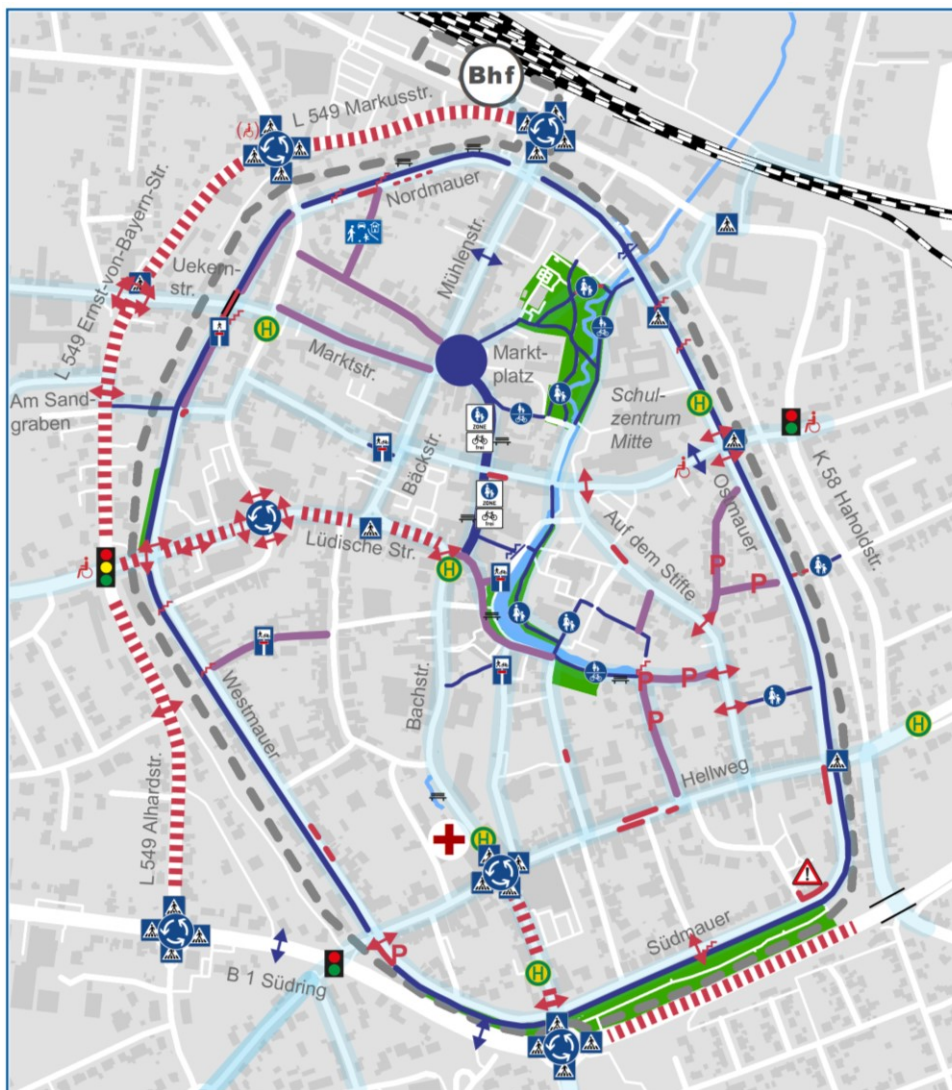 Bhf
L 549 Markusstr.
Nordmauer
L 549 Ernst-von-Bayern-Str.
Uekern-
str.
Mühlenstr.
Marktstr.
Markt-
platz
Am Sand-
graben
Schul-
zentrum
Mitte
H
H
ZONE
frei
Bäckstr.
K 58 Haholdstr.
Ostmauer
ZONE
frei
Lüdische Str.
H
Auf dem Stifte
P
P
Westmauer
Bachstr.
P
P
H
Hellweg
L 549 Alhardstr.
H
Südmauer
P
B 1 Südring
H